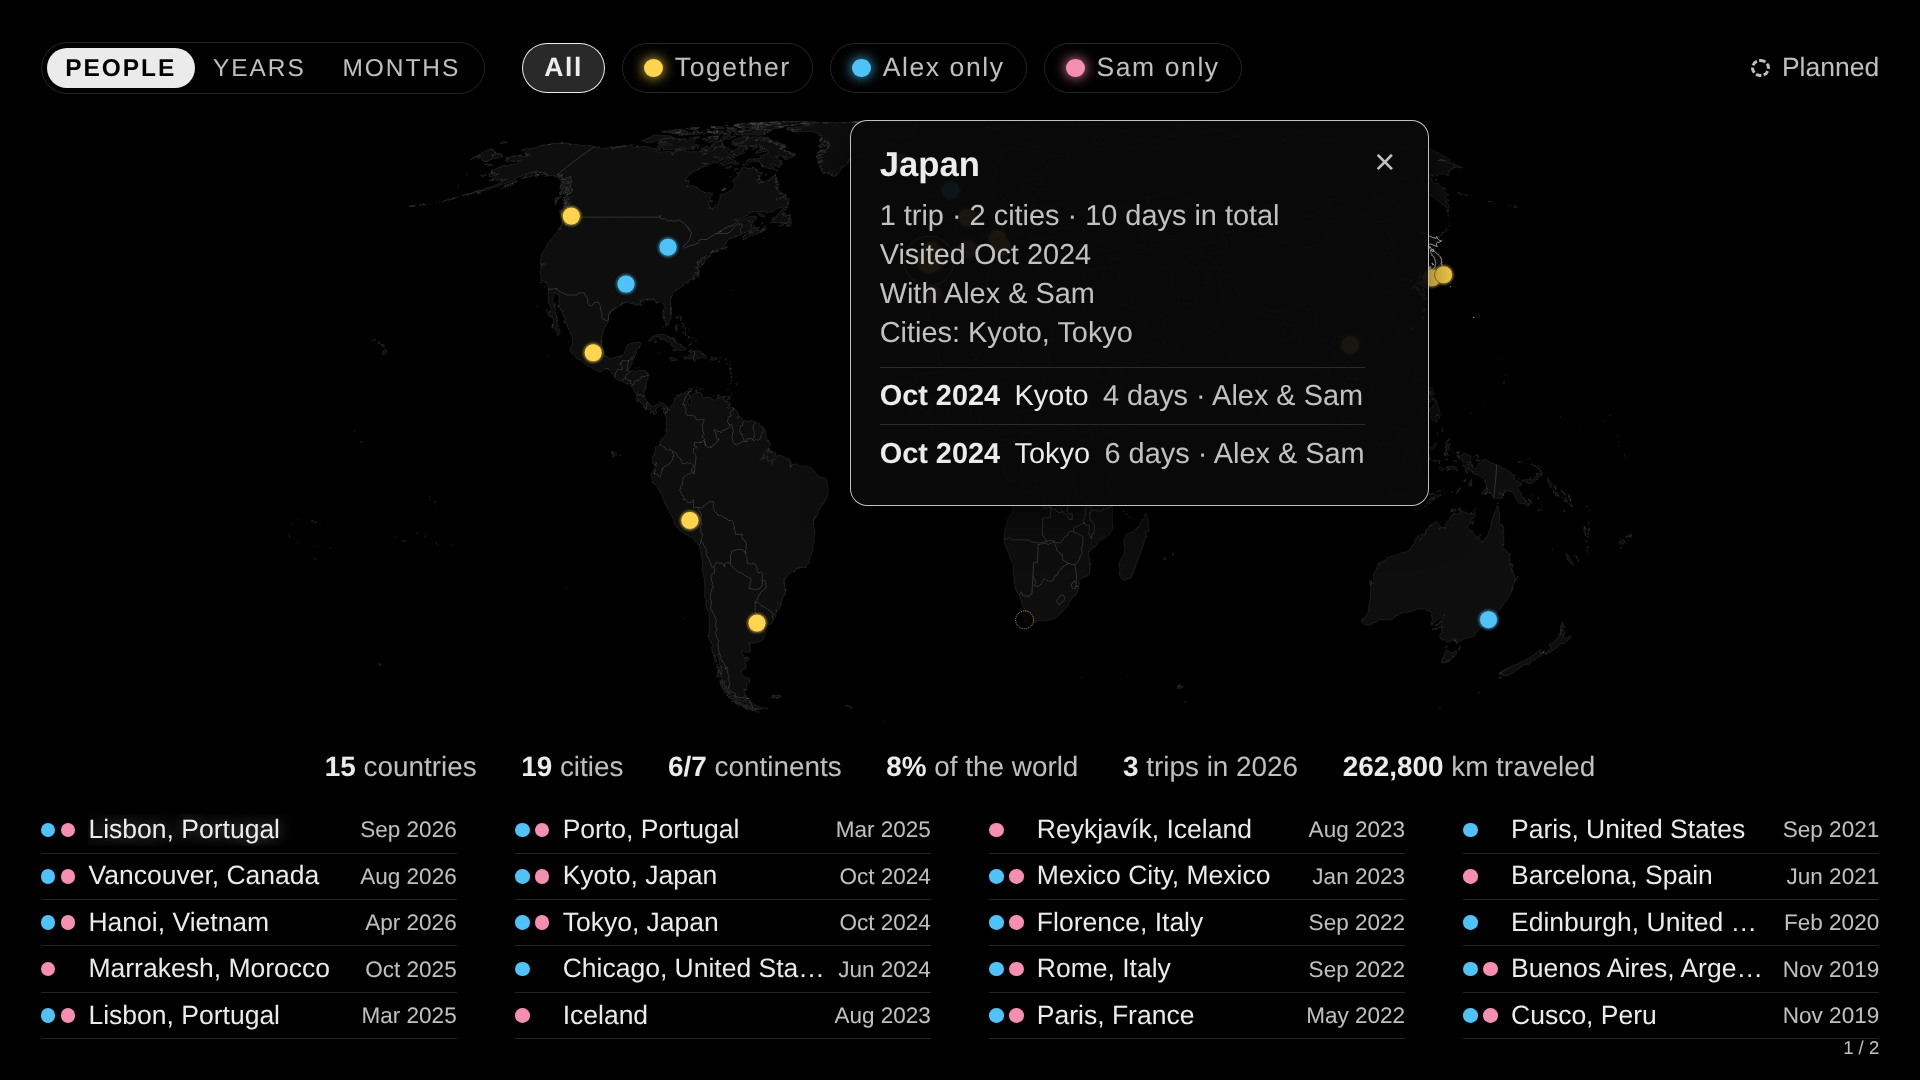 PEOPLE YEARS MONTHS All Together Alex only Sam only Planned
Japan ×
1 trip · 2 cities · 10 days in total
Visited Oct 2024
With Alex & Sam
Cities: Kyoto, Tokyo
Oct 2024 Kyoto 4 days · Alex & Sam
Oct 2024 Tokyo 6 days · Alex & Sam
15 countries 19 cities 6/7 continents 8% of the world 3 trips in 2026 262,800 km traveled
Lisbon, Portugal Sep 2026
Vancouver, Canada Aug 2026
Hanoi, Vietnam Apr 2026
Marrakesh, Morocco Oct 2025
Lisbon, Portugal Mar 2025
Porto, Portugal Mar 2025
Kyoto, Japan Oct 2024
Tokyo, Japan Oct 2024
Chicago, United Sta… Jun 2024
Iceland Aug 2023
Reykjavík, Iceland Aug 2023
Mexico City, Mexico Jan 2023
Florence, Italy Sep 2022
Rome, Italy Sep 2022
Paris, France May 2022
Paris, United States Sep 2021
Barcelona, Spain Jun 2021
Edinburgh, United … Feb 2020
Buenos Aires, Arge… Nov 2019
Cusco, Peru Nov 2019
1 / 2